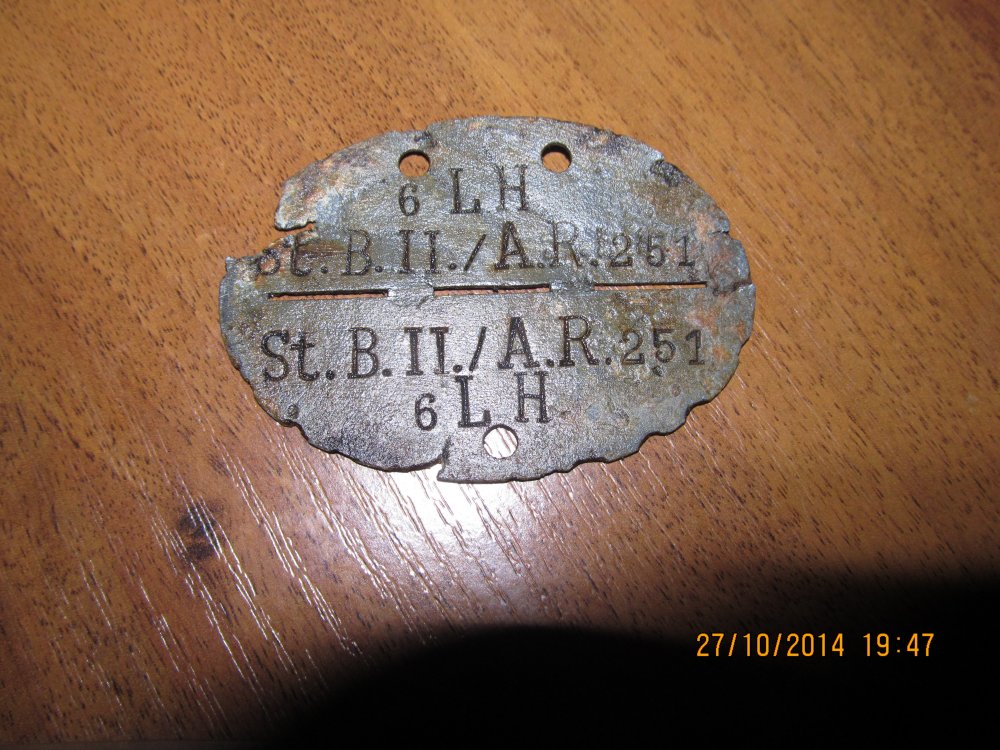 6 L H
St. B. II./A.R. 251
St. B. II./A.R. 251
6 L H
27/10/2014 19:47